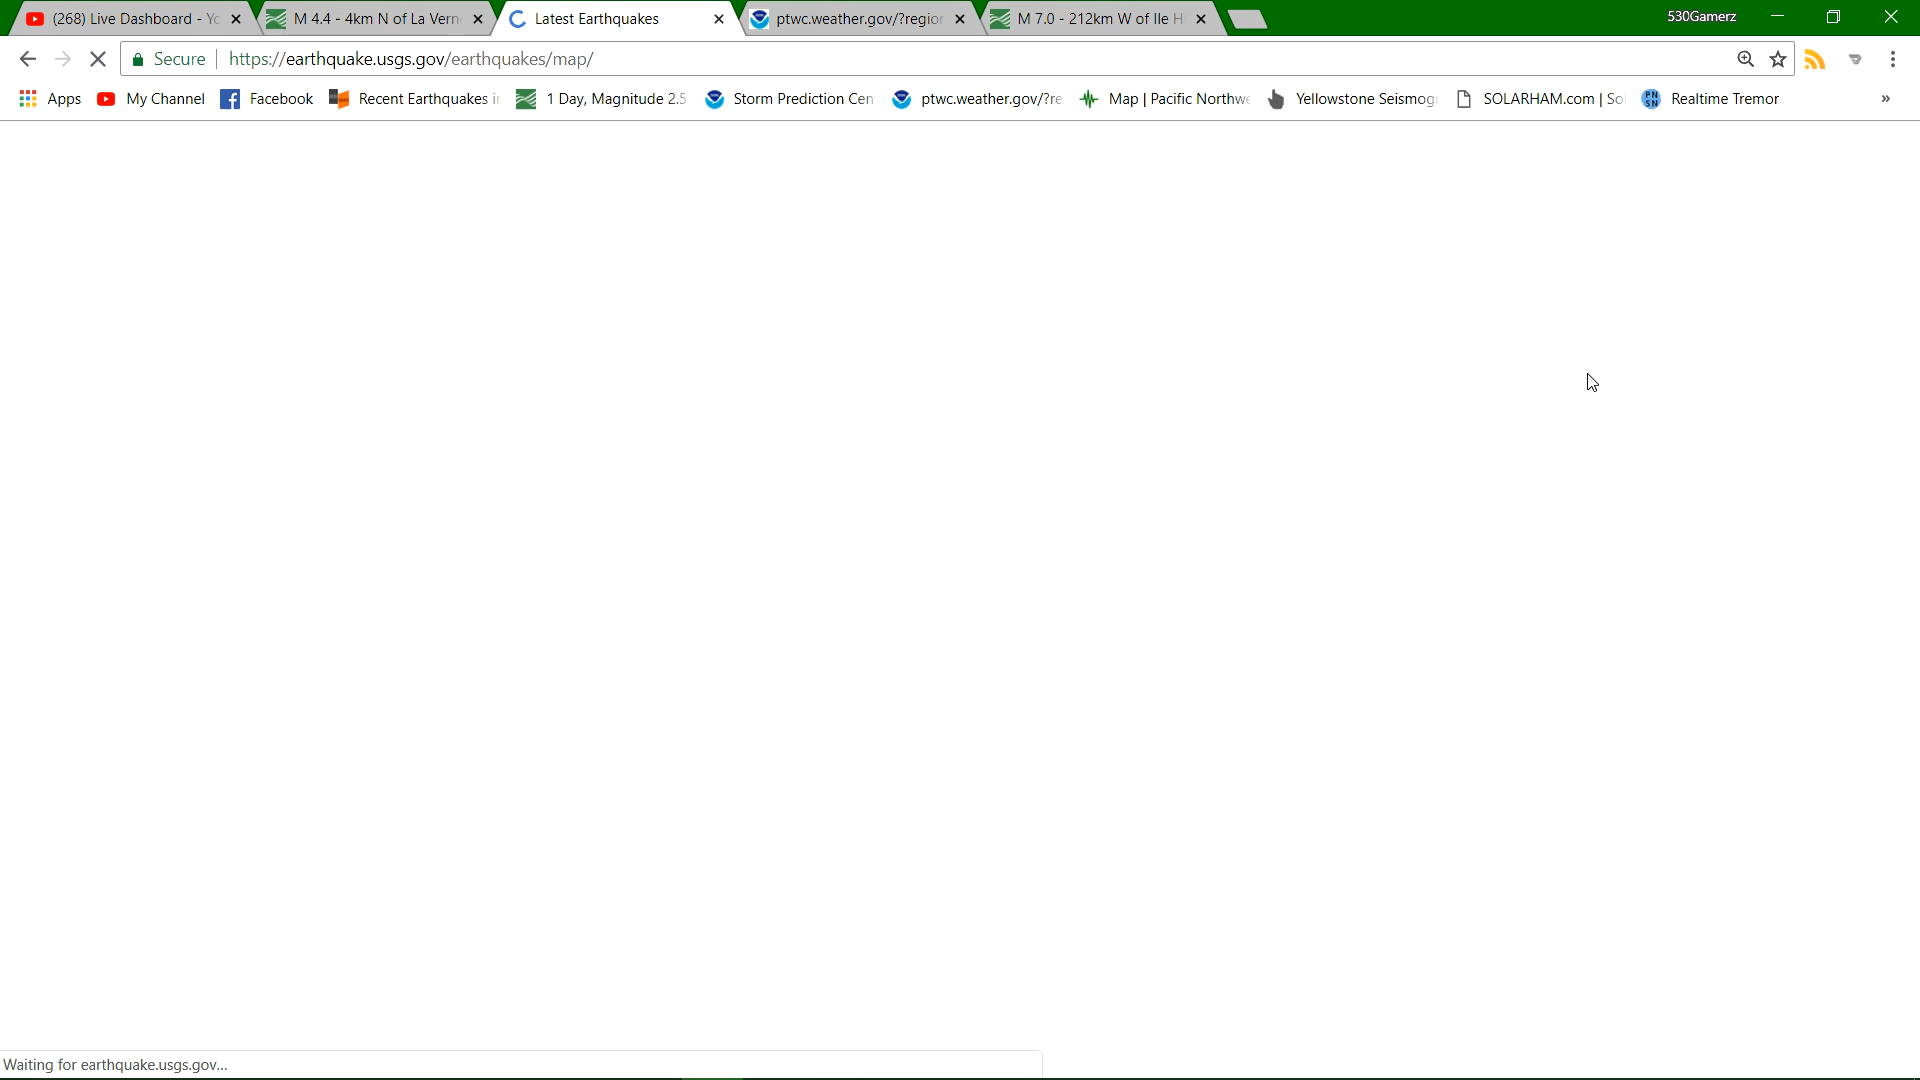 (268) Live Dashboard - Yo
M 4.4 - 4km N of La Vern
Latest Earthquakes
ptwc.weather.gov/?region
M 7.0 - 212km W of Ile H
530Gamerz
Secure
https://earthquake.usgs.gov/earthquakes/map/
Apps
My Channel
Facebook
Recent Earthquakes i
1 Day, Magnitude 2.5
Storm Prediction Cen
ptwc.weather.gov/?re
Map | Pacific Northwe
Yellowstone Seismog
SOLARHAM.com | So
PN
SN
Realtime Tremor
»
Waiting for earthquake.usgs.gov...